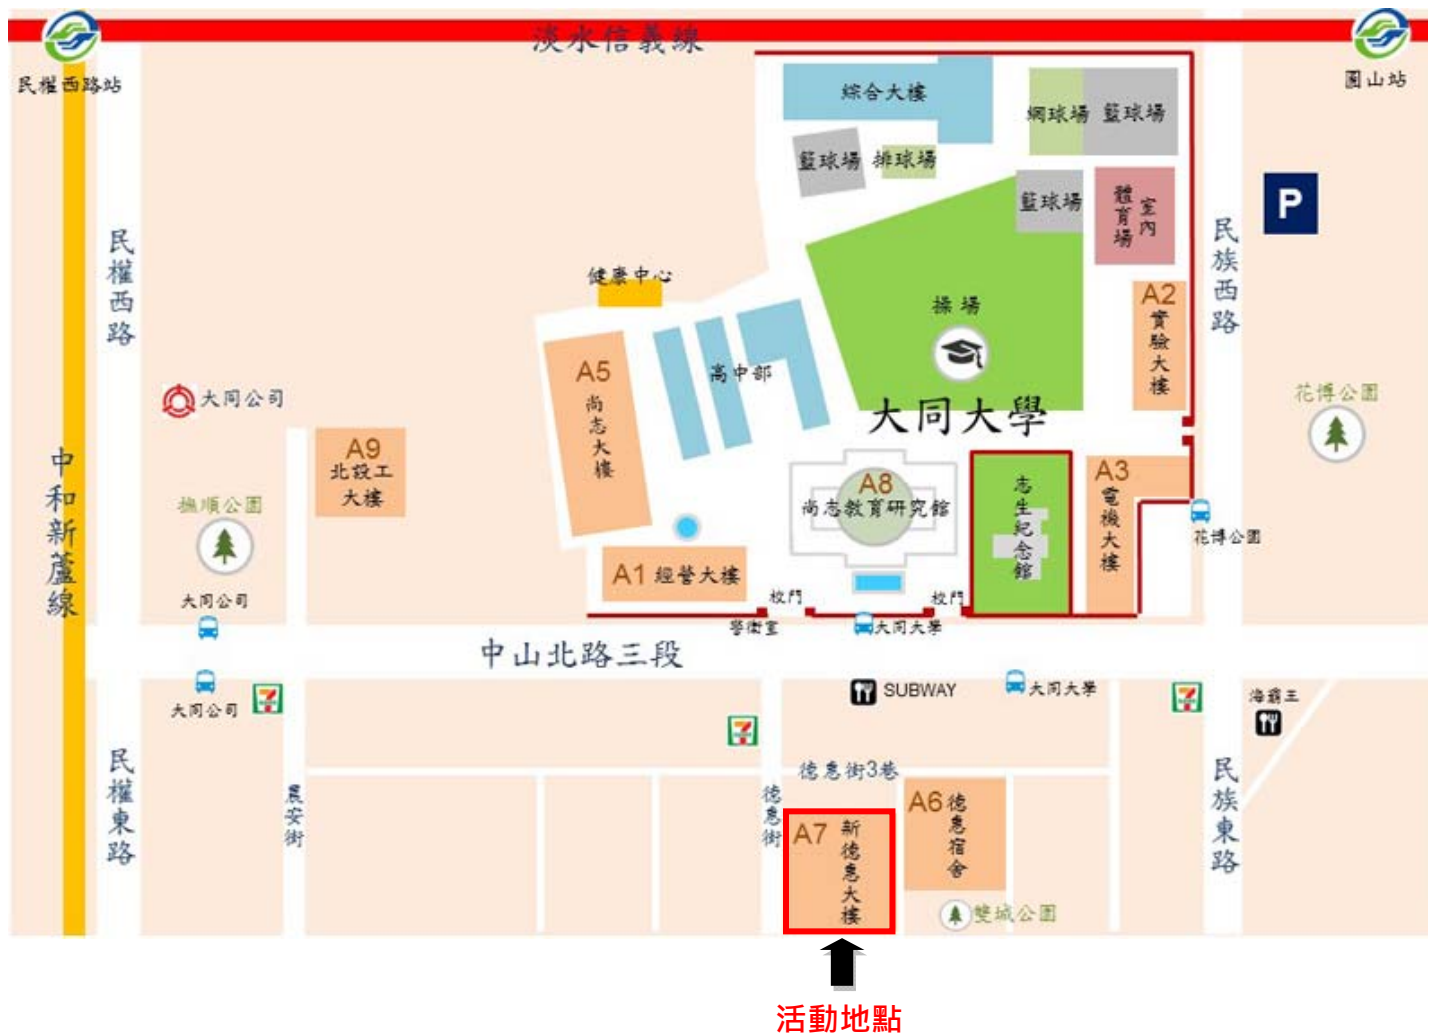 淡水信義線
民權西路站
圓山站
綜合大樓
網球場
籃球場
籃球場
排球場
籃球場
室內
體育場
P
民權西路
民族西路
健康中心
操場
A2
實驗大樓
A5
尚志大樓
高中部
大同公司
花博公園
大同大學
A9
北設工
大樓
中和新蘆線
撫順公園
A8
尚志教育研究館
志生紀念館
A3
電機大樓
花博公園
A1 經營大樓
校門
校門
大同公司
警衛室
大同大學
中山北路三段
大同公司
7
SUBWAY
大同大學
7
海霸王
7
民權東路
農安街
德惠街
德惠街3巷
民族東路
A6
德惠宿舍
A7
新德惠大樓
雙城公園
活動地點